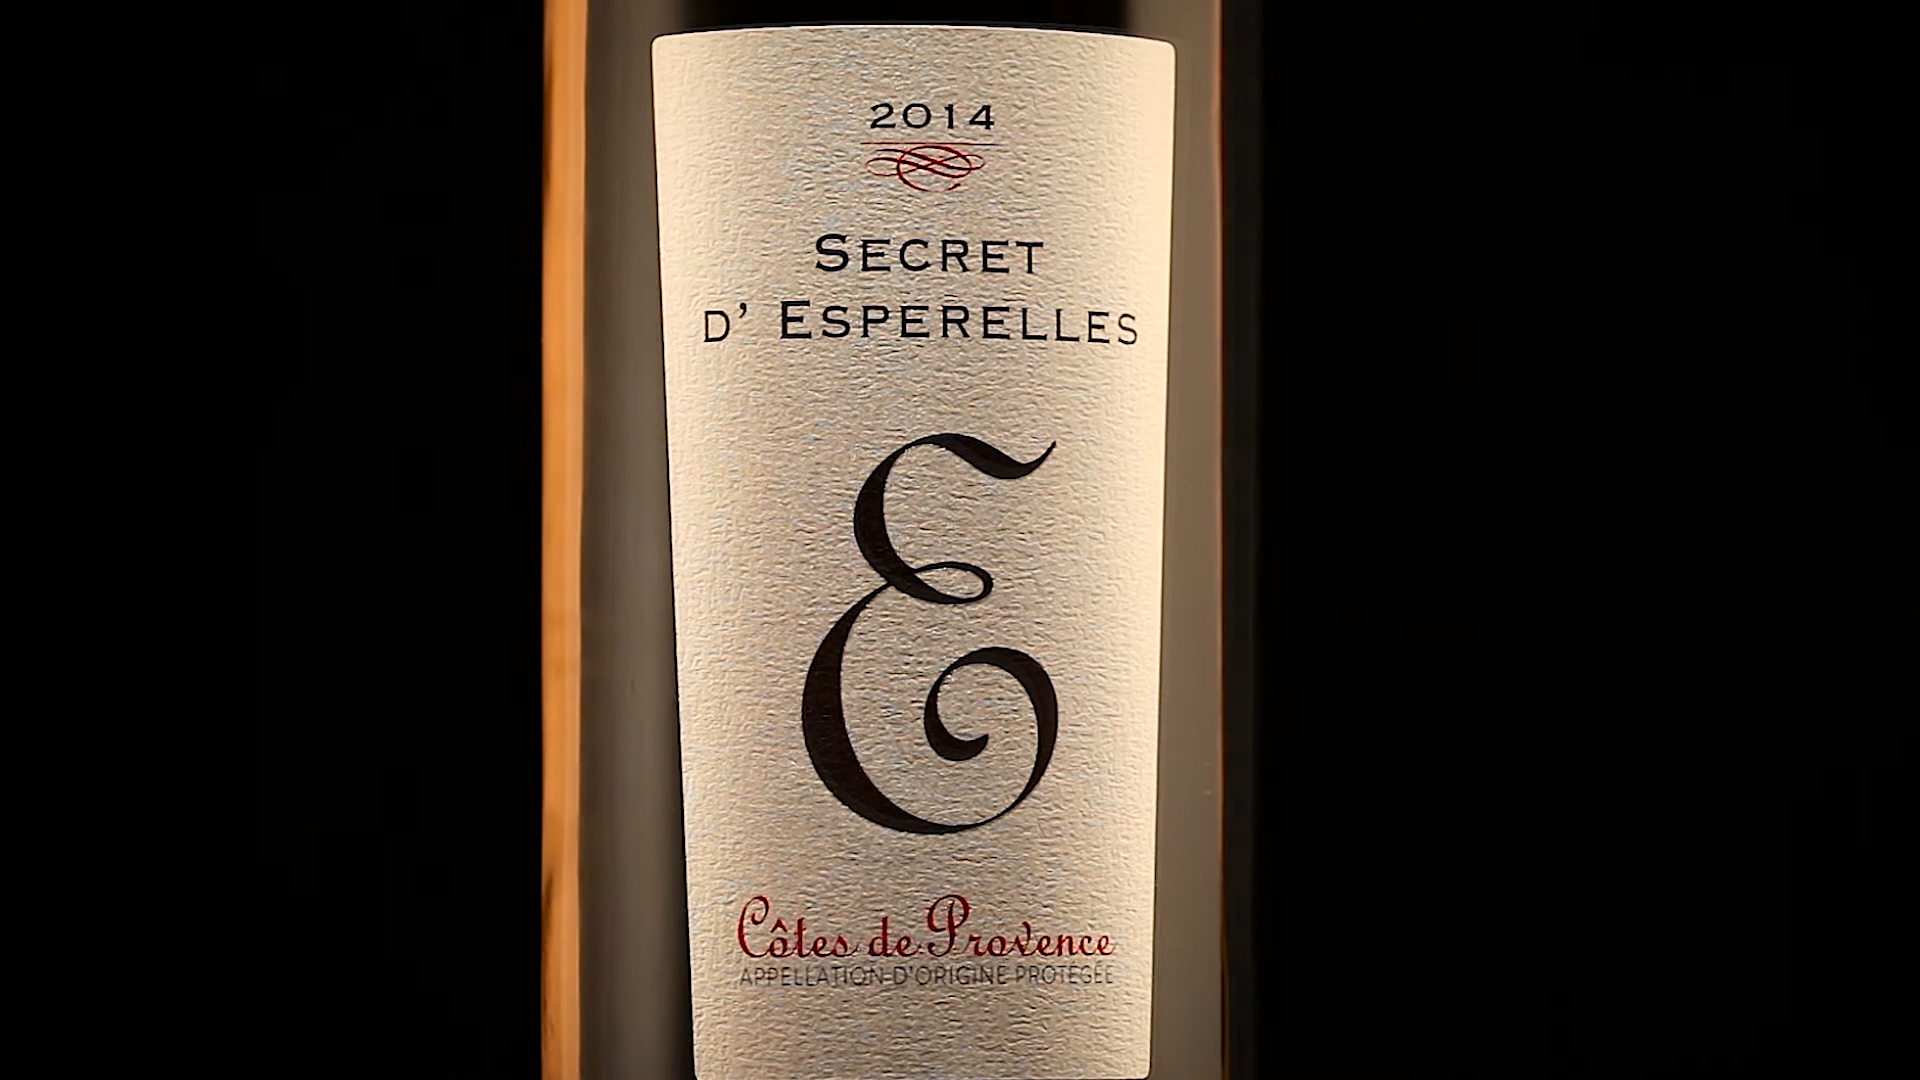 2014
SECRET
D' ESPERELLES
E
Côtes de Provence
APPELLATION D'ORIGINE PROTÉGÉE